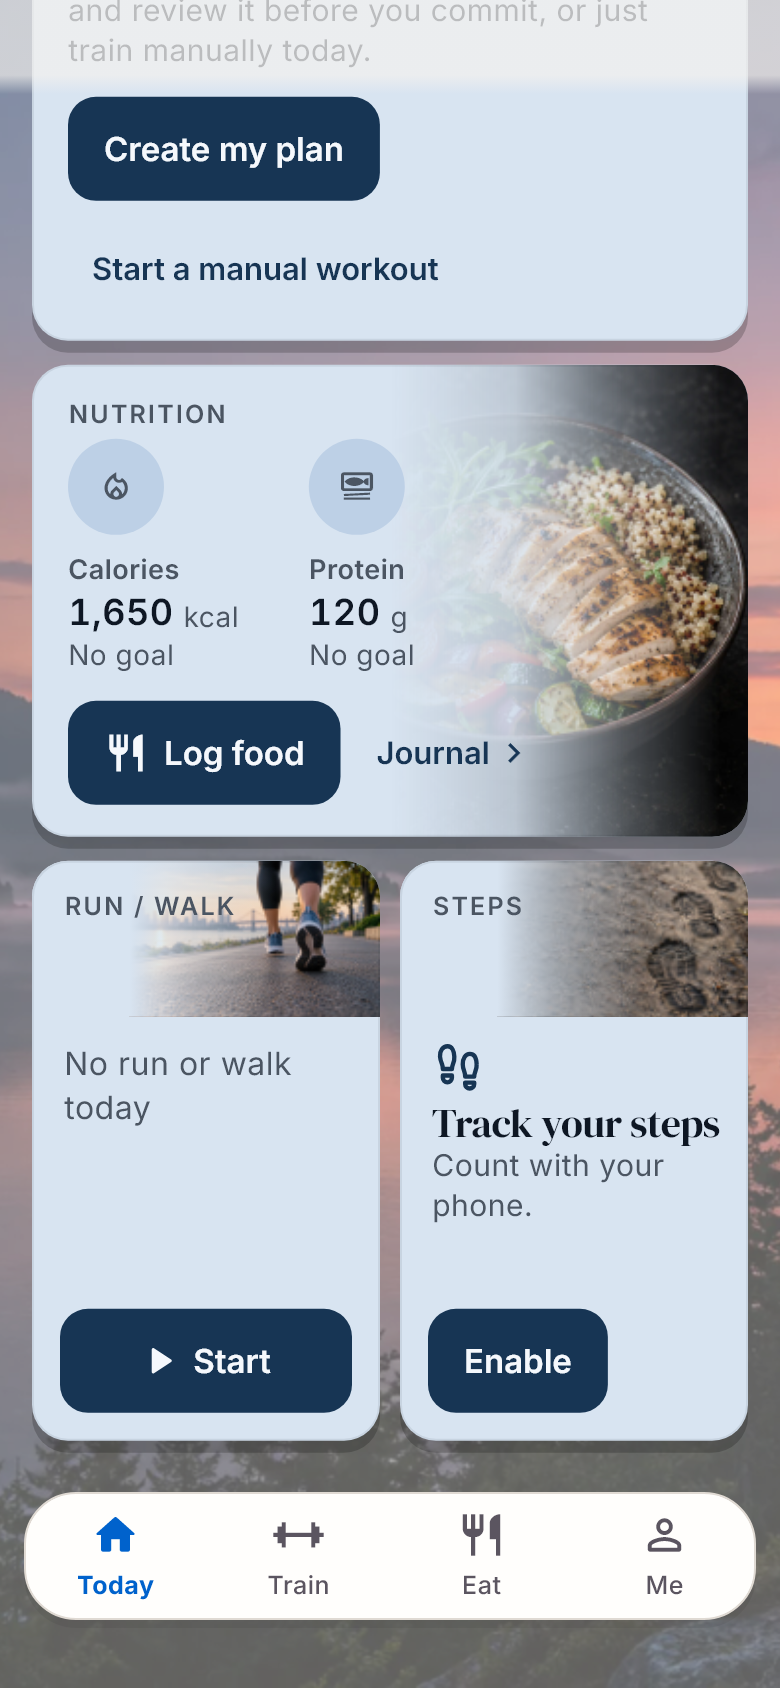 and review it before you commit, or just
train manually today.
Create my plan
Start a manual workout
NUTRITION
Calories
1,650 kcal
No goal
Protein
120 g
No goal
Log food
Journal
RUN / WALK
No run or walk
today
Start
STEPS
Track your steps
Count with your
phone.
Enable
Today
Train
Eat
Me